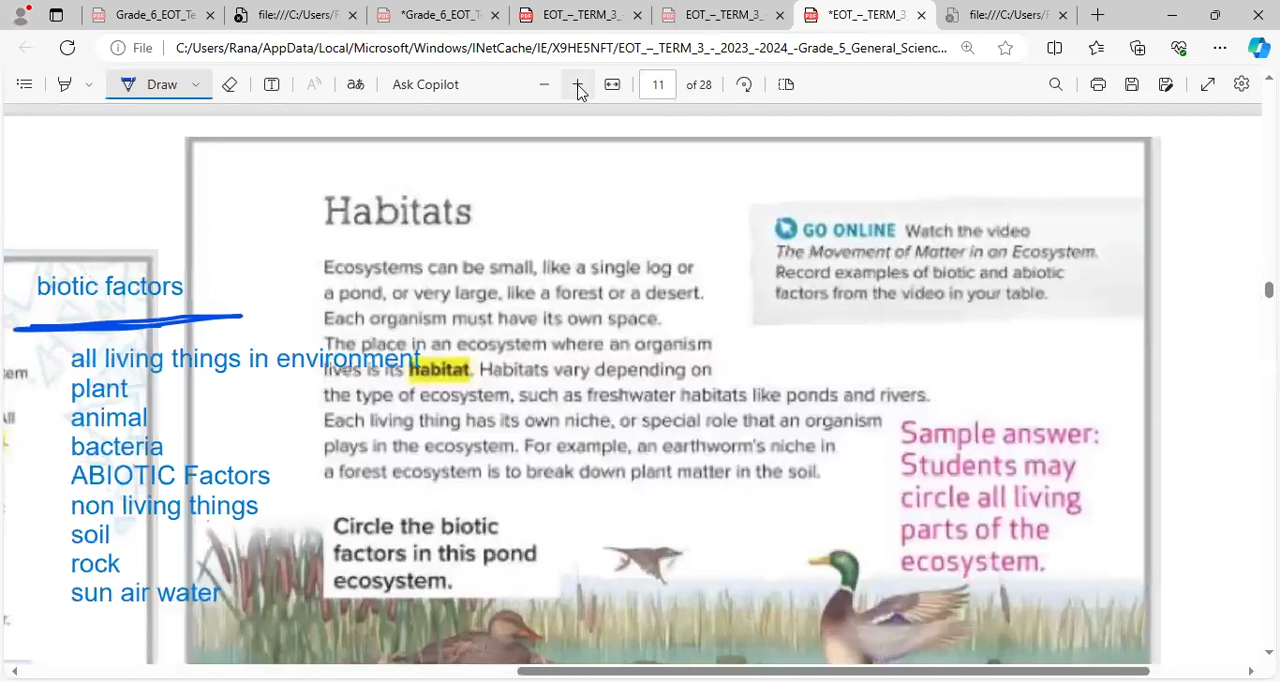 Grade_6_EOT_Te
file:///C:/Users/F
*Grade_6_EOT_T
EOT_–_TERM_3_
EOT_–_TERM_3_
*EOT_–_TERM_3_
file:///C:/Users/F
File
C:/Users/Rana/AppData/Local/Microsoft/Windows/INetCache/IE/X9HE5NFT/EOT_–_TERM_3_-_2023_-2024_-Grade_5_General_Scienc...
Draw
aあ
Ask Copilot
11 of 28
Habitats
GO ONLINE Watch the video
The Movement of Matter in an Ecosystem.
Record examples of biotic and abiotic
factors from the video in your table.
Ecosystems can be small, like a single log or
a pond, or very large, like a forest or a desert.
Each organism must have its own space.
The place in an ecosystem where an organism
lives is its habitat. Habitats vary depending on
the type of ecosystem, such as freshwater habitats like ponds and rivers.
Each living thing has its own niche, or special role that an organism
plays in the ecosystem. For example, an earthworm's niche in
a forest ecosystem is to break down plant matter in the soil.
biotic factors
all living things in environment
plant
animal
bacteria
ABIOTIC Factors
non living things
soil
rock
sun air water
Circle the biotic
factors in this pond
ecosystem.
Sample answer:
Students may
circle all living
parts of the
ecosystem.